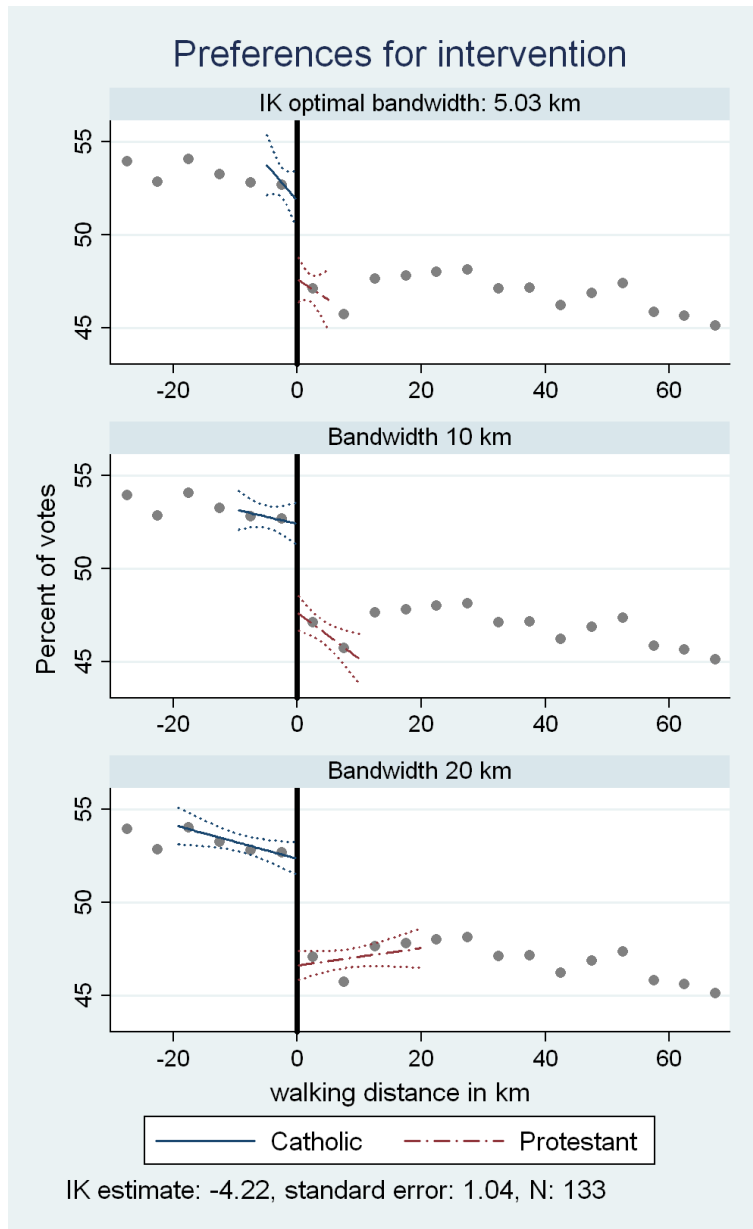 Preferences for intervention
IK optimal bandwidth: 5.03 km
55
50
45
-20 0 20 40 60
Bandwidth 10 km
55
50
45
-20 0 20 40 60
Percent of votes
Bandwidth 20 km
55
50
45
-20 0 20 40 60
walking distance in km
Catholic Protestant
IK estimate: -4.22, standard error: 1.04, N: 133